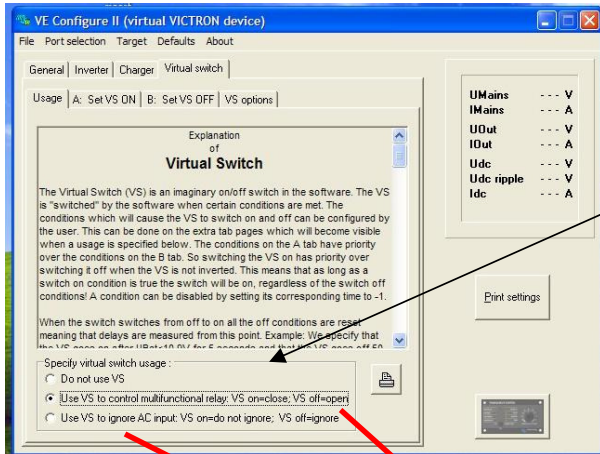 VE Configure II (virtual VICTRON device)
File Port selection Target Defaults About
General Inverter Charger Virtual switch
Usage A: Set VS ON B: Set VS OFF VS options
Explanation
of
Virtual Switch
The Virtual Switch (VS) is an imaginary on/off switch in the software. The VS
is "switched" by the software when certain conditions are met. The
conditions which will cause the VS to switch on and off can be configured by
the user. This can be done on the extra tab pages which will become visible
when a usage is specified below. The conditions on the A tab have priority
over the conditions on the B tab. So switching the VS on has priority over
switching it off when the VS is not inverted. This means that as long as a
switch on condition is true the switch will be on, regardless of the switch off
conditions! A condition can be disabled by setting its corresponding time to -1.
When the switch switches from off to on all the off conditions are reset
meaning that delays are measured from this point. Example: We specify that
Specify virtual switch usage :
Do not use VS
Use VS to control multifunctional relay: VS on=close; VS off=open
Use VS to ignore AC input: VS on=do not ignore; VS off=ignore
UMains --- V
IMains --- A
UOut --- V
IOut --- A
Udc --- V
Udc ripple --- V
Idc --- A
Print settings